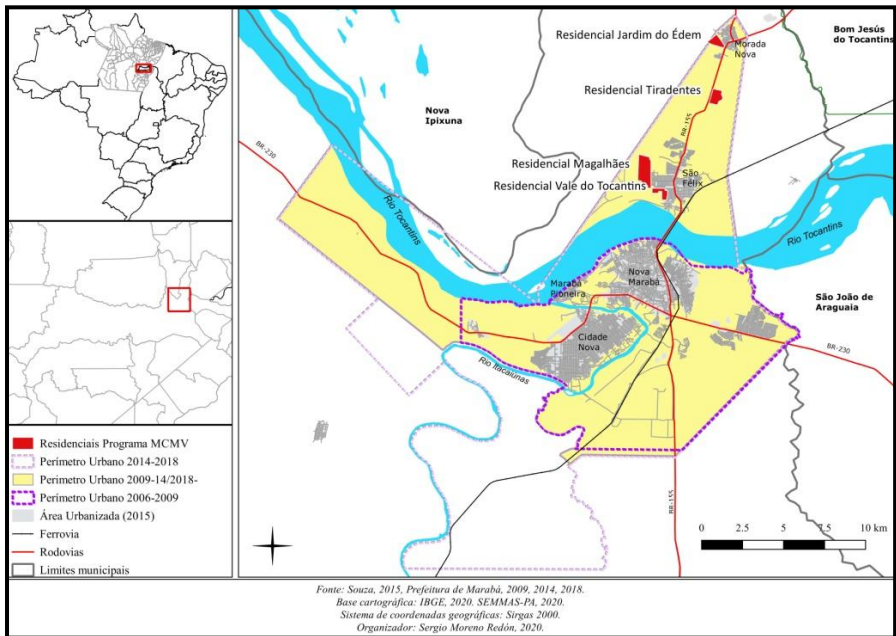 Residencial Jardim do Édem
Morada
Nova
Bom Jesús
do Tocantins
Residencial Tiradentes
Nova
Ipixuna
BR-155
BR-230
Residencial Magalhães
Residencial Vale do Tocantins
São
Félix
Rio Tocantins
Rio Tocantins
Marabá
Pioneira
Nova
Marabá
São João de
Araguaia
Cidade
Nova
BR-230
Rio Itacaiunas
BR-155
Residenciais Programa MCMV
Perímetro Urbano 2014-2018
Perimetro Urbano 2009-14/2018-
Perímetro Urbano 2006-2009
Área Urbanizada (2015)
Ferrovia
Rodovias
Limites municipais
0 2.5 5 7.5 10 km
Fonte: Souza, 2015, Prefeitura de Marabá, 2009, 2014, 2018.
Base cartográfica: IBGE, 2020. SEMMAS-PA, 2020.
Sistema de coordenadas geográficas: Sirgas 2000.
Organizador: Sergio Moreno Redón, 2020.